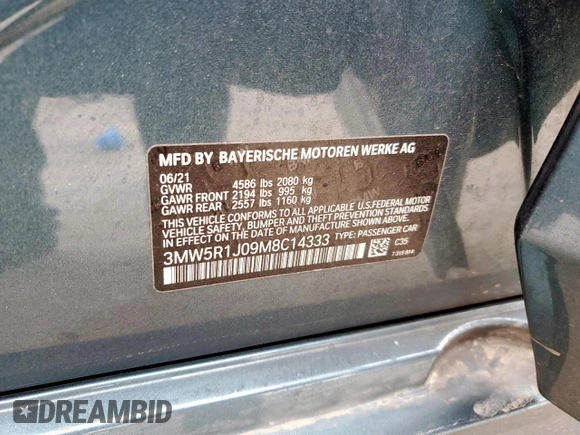 MFD BY BAYERISCHE MOTOREN WERKE AG
06/21
GVWR 4586 lbs 2080 kg
GAWR FRONT 2194 lbs 995 kg
GAWR REAR 2557 lbs 1160 kg
THIS VEHICLE CONFORMS TO ALL APPLICABLE U.S.FEDERAL MOTOR
VEHICLE SAFETY, BUMPER, AND THEFT PREVENTION STANDARDS
IN EFFECT ON THE DATE OF MANUFACTURE SHOWN ABOVE.
3MW5R1J09M8C14333 TYPE: PASSENGER CAR
C35
DREAMBID